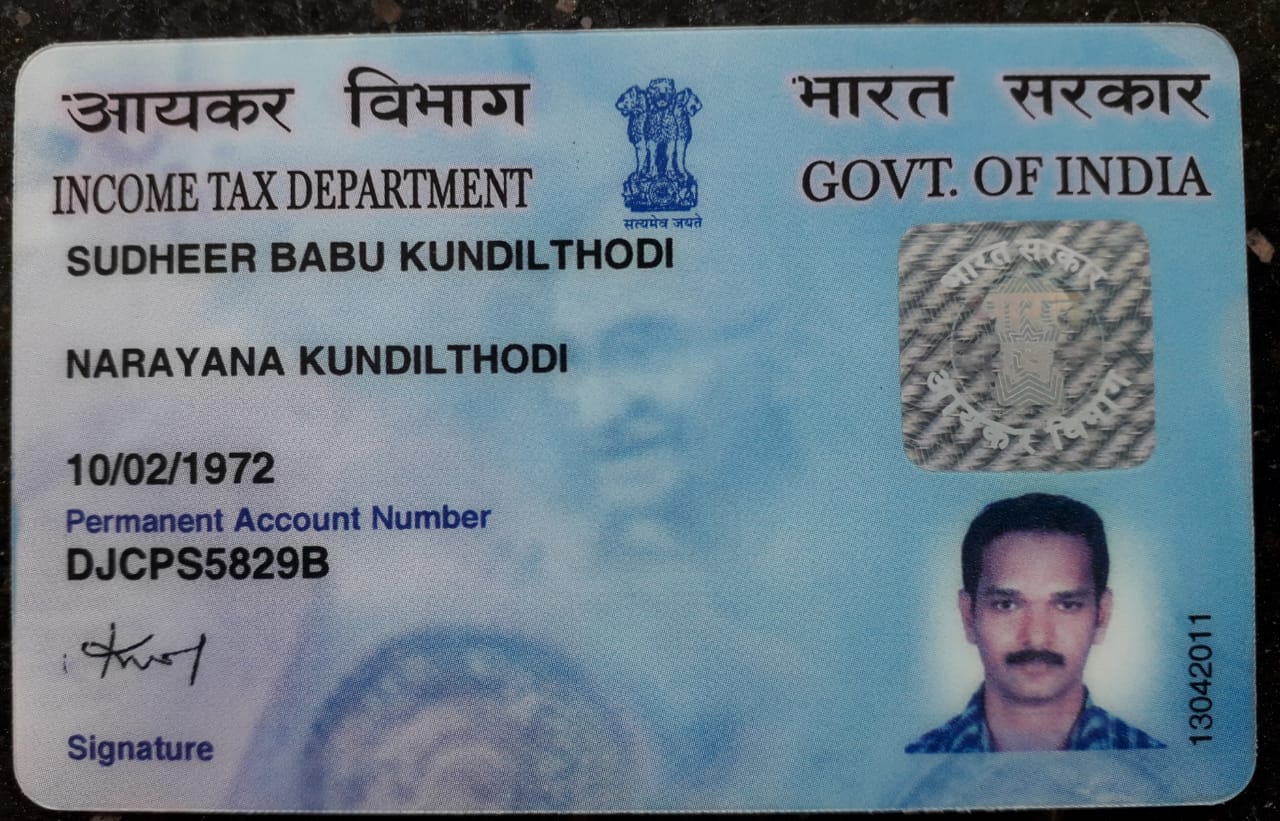 आयकर विभाग
INCOME TAX DEPARTMENT
सत्यमेव जयते
भारत सरकार
GOVT. OF INDIA
SUDHEER BABU KUNDILTHODI
भारत सरकार
आयकर विभाग
NARAYANA KUNDILTHODI
10/02/1972
Permanent Account Number
DJCPS5829B
Signature
13042011